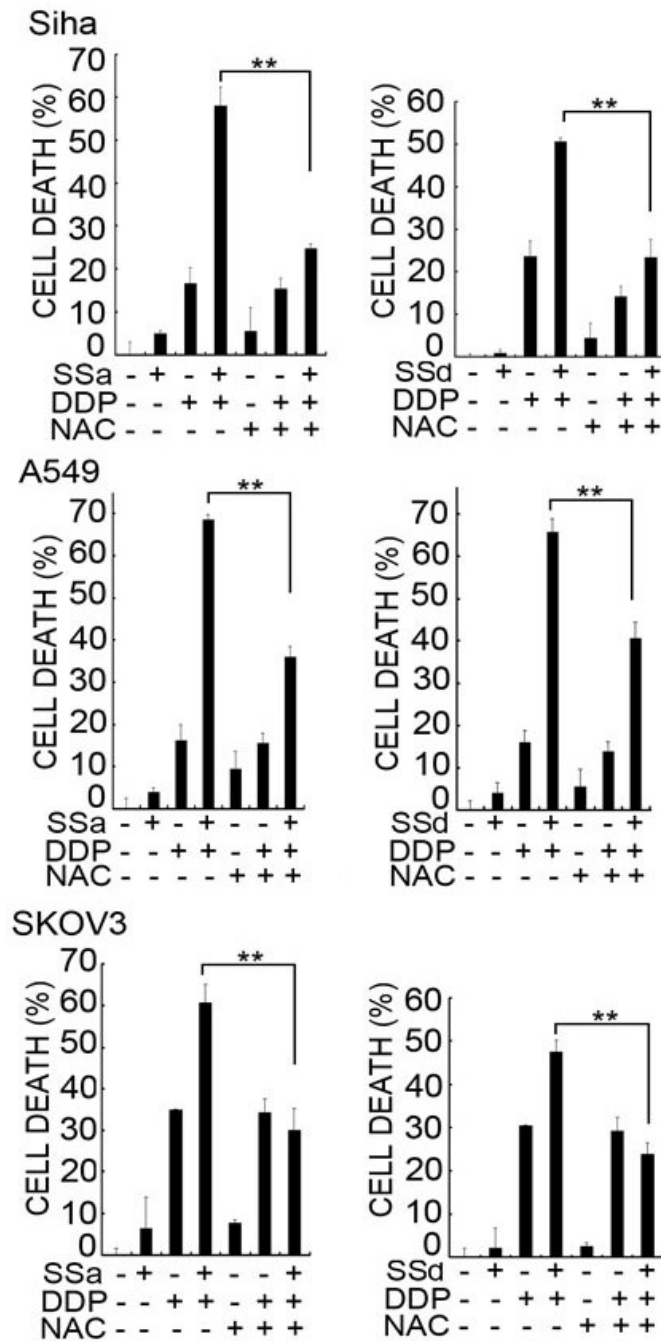 Siha
CELL DEATH (%)
70
60
50
40
30
20
10
0
**
SSa - + - + - - +
DDP - - + + - + +
NAC - - - - + + +
CELL DEATH (%)
60
50
40
30
20
10
0
**
SSd - + - + - - +
DDP - - + + - + +
NAC - - - - + + +
A549
CELL DEATH (%)
70
60
50
40
30
20
10
0
**
SSa - + - + - - +
DDP - - + + - + +
NAC - - - - + + +
CELL DEATH (%)
70
60
50
40
30
20
10
0
**
SSd - + - + - - +
DDP - - + + - + +
NAC - - - - + + +
SKOV3
CELL DEATH (%)
70
60
50
40
30
20
10
0
**
SSa - + - + - - +
DDP - - + + - + +
NAC - - - - + + +
CELL DEATH (%)
60
50
40
30
20
10
0
**
SSd - + - + - - +
DDP - - + + - + +
NAC - - - - + + +